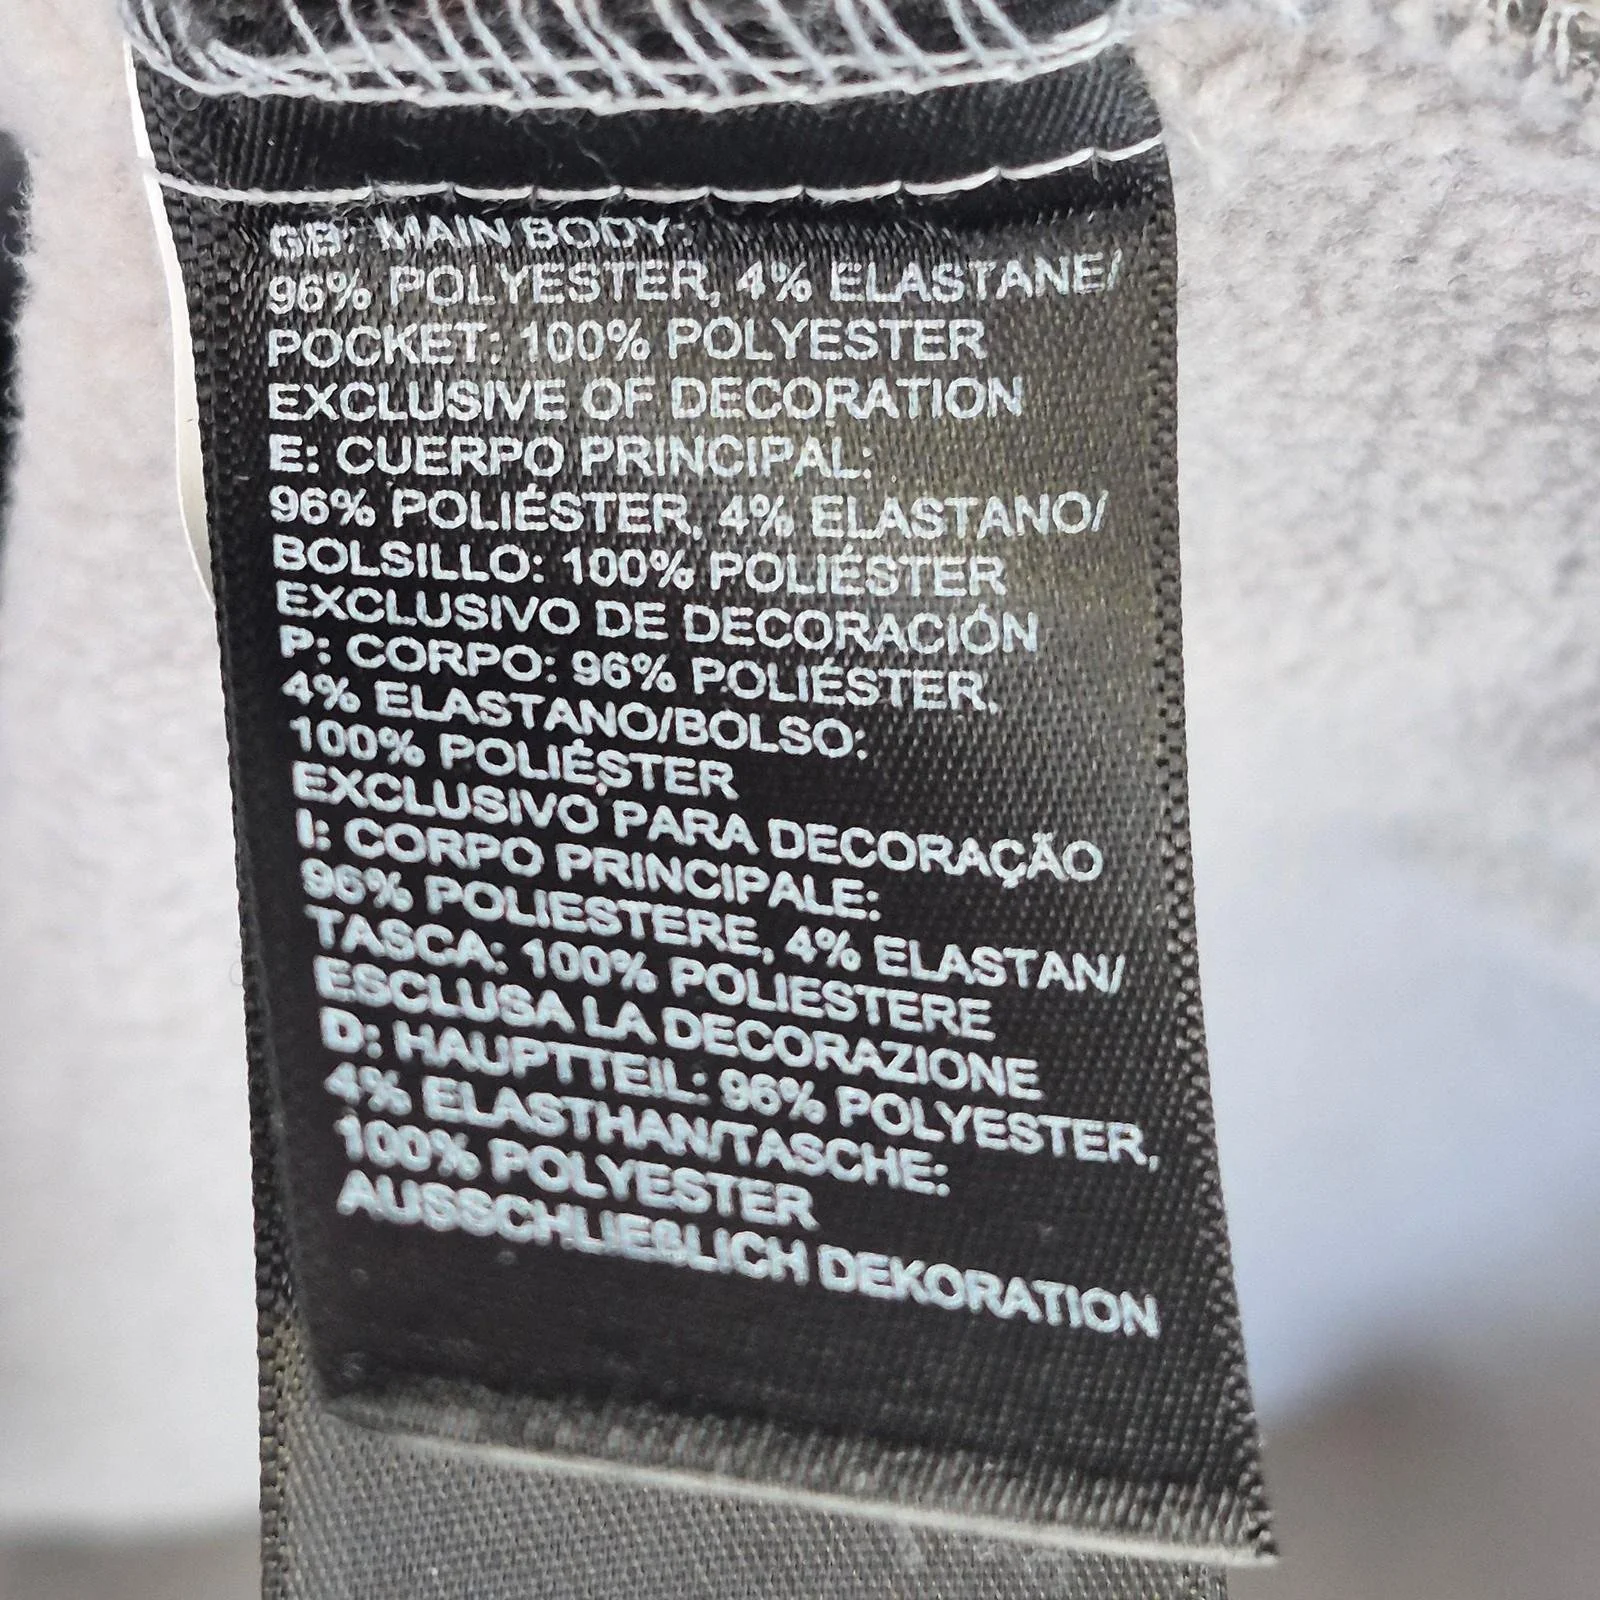 GB: MAIN BODY:
96% POLYESTER, 4% ELASTANE/
POCKET: 100% POLYESTER
EXCLUSIVE OF DECORATION
E: CUERPO PRINCIPAL:
96% POLIÉSTER, 4% ELASTANO/
BOLSILLO: 100% POLIÉSTER
EXCLUSIVO DE DECORACIÓN
P: CORPO: 96% POLIÉSTER,
4% ELASTANO/BOLSO:
100% POLIÉSTER
EXCLUSIVO PARA DECORAÇÃO
I: CORPO PRINCIPALE:
96% POLIESTERE, 4% ELASTAN/
TASCA: 100% POLIESTERE
ESCLUSA LA DECORAZIONE
D: HAUPTTEIL: 96% POLYESTER,
4% ELASTHAN/TASCHE:
100% POLYESTER
AUSSCHLIEßLICH DEKORATION